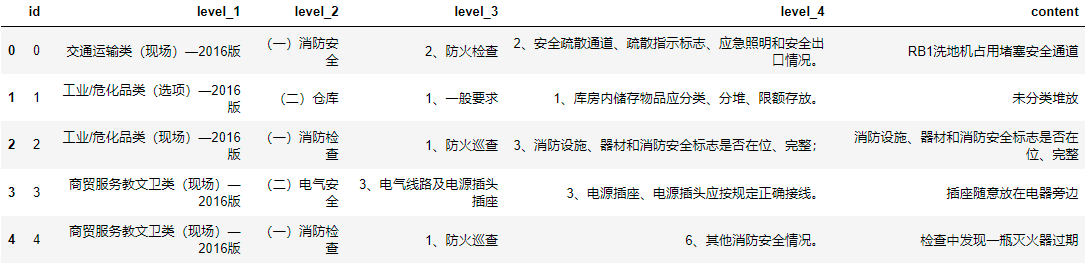 id level_1 level_2 level_3 level_4 content
0 0 交通运输类（现场）—2016版 （一）消防安全 2、防火检查 2、安全疏散通道、疏散指示标志、应急照明和安全出口情况。 RB1洗地机占用堵塞安全通道
1 1 工业/危化品类（选项）—2016版 （二）仓库 1、一般要求 1、库房内储存物品应分类、分堆、限额存放。 未分类堆放
2 2 工业/危化品类（现场）—2016版 （一）消防检查 1、防火巡查 3、消防设施、器材和消防安全标志是否在位、完整； 消防设施、器材和消防安全标志是否在位、完整
3 3 商贸服务教文卫类（现场）—2016版 （二）电气安全 3、电气线路及电源插头插座 3、电源插座、电源插头应按规定正确接线。 插座随意放在电器旁边
4 4 商贸服务教文卫类（现场）—2016版 （一）消防检查 1、防火巡查 6、其他消防安全情况。 检查中发现一瓶灭火器过期